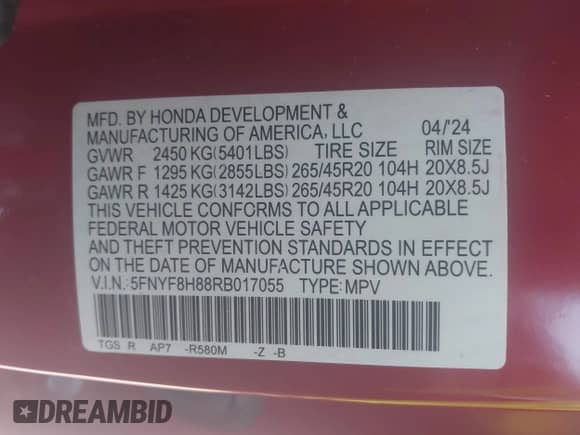 MFD. BY HONDA DEVELOPMENT &
MANUFACTURING OF AMERICA, LLC 04/'24
GVWR 2450 KG(5401LBS) TIRE SIZE RIM SIZE
GAWR F 1295 KG(2855LBS) 265/45R20 104H 20X8.5J
GAWR R 1425 KG(3142LBS) 265/45R20 104H 20X8.5J
THIS VEHICLE CONFORMS TO ALL APPLICABLE
FEDERAL MOTOR VEHICLE SAFETY
AND THEFT PREVENTION STANDARDS IN EFFECT
ON THE DATE OF MANUFACTURE SHOWN ABOVE.
V.I.N.:5FNYF8H88RB017055 TYPE:MPV
TGS R AP7 -R580M -Z -B
DREAMBID